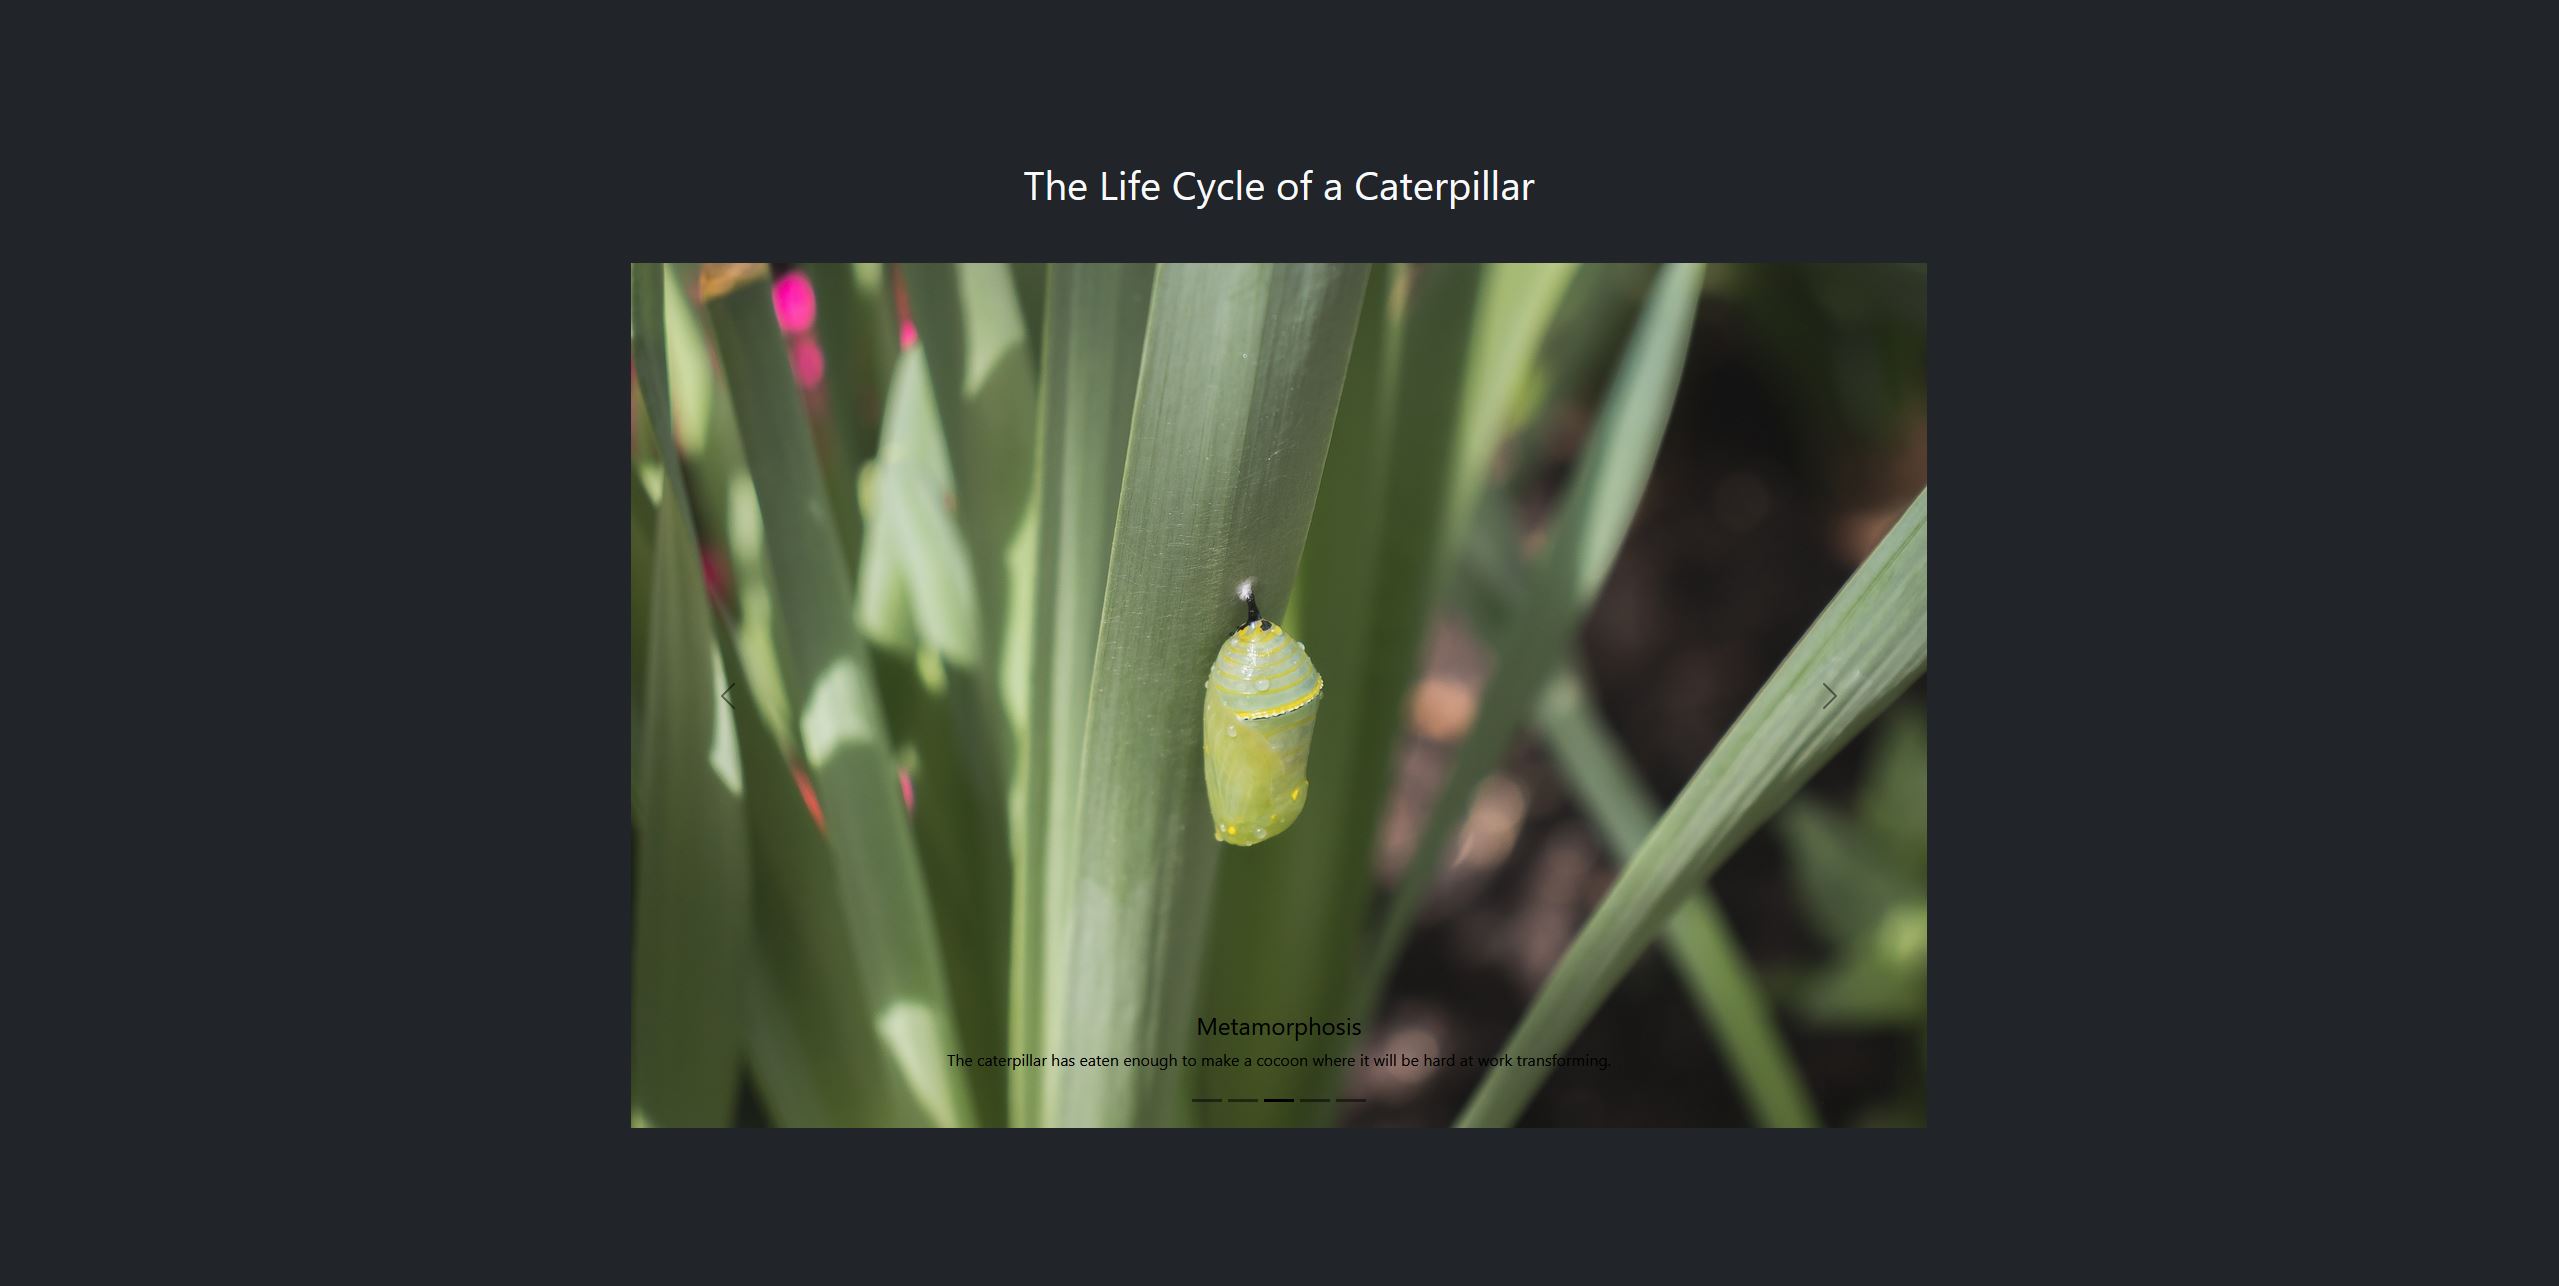 The Life Cycle of a Caterpillar
Metamorphosis
The caterpillar has eaten enough to make a cocoon where it will be hard at work transforming.